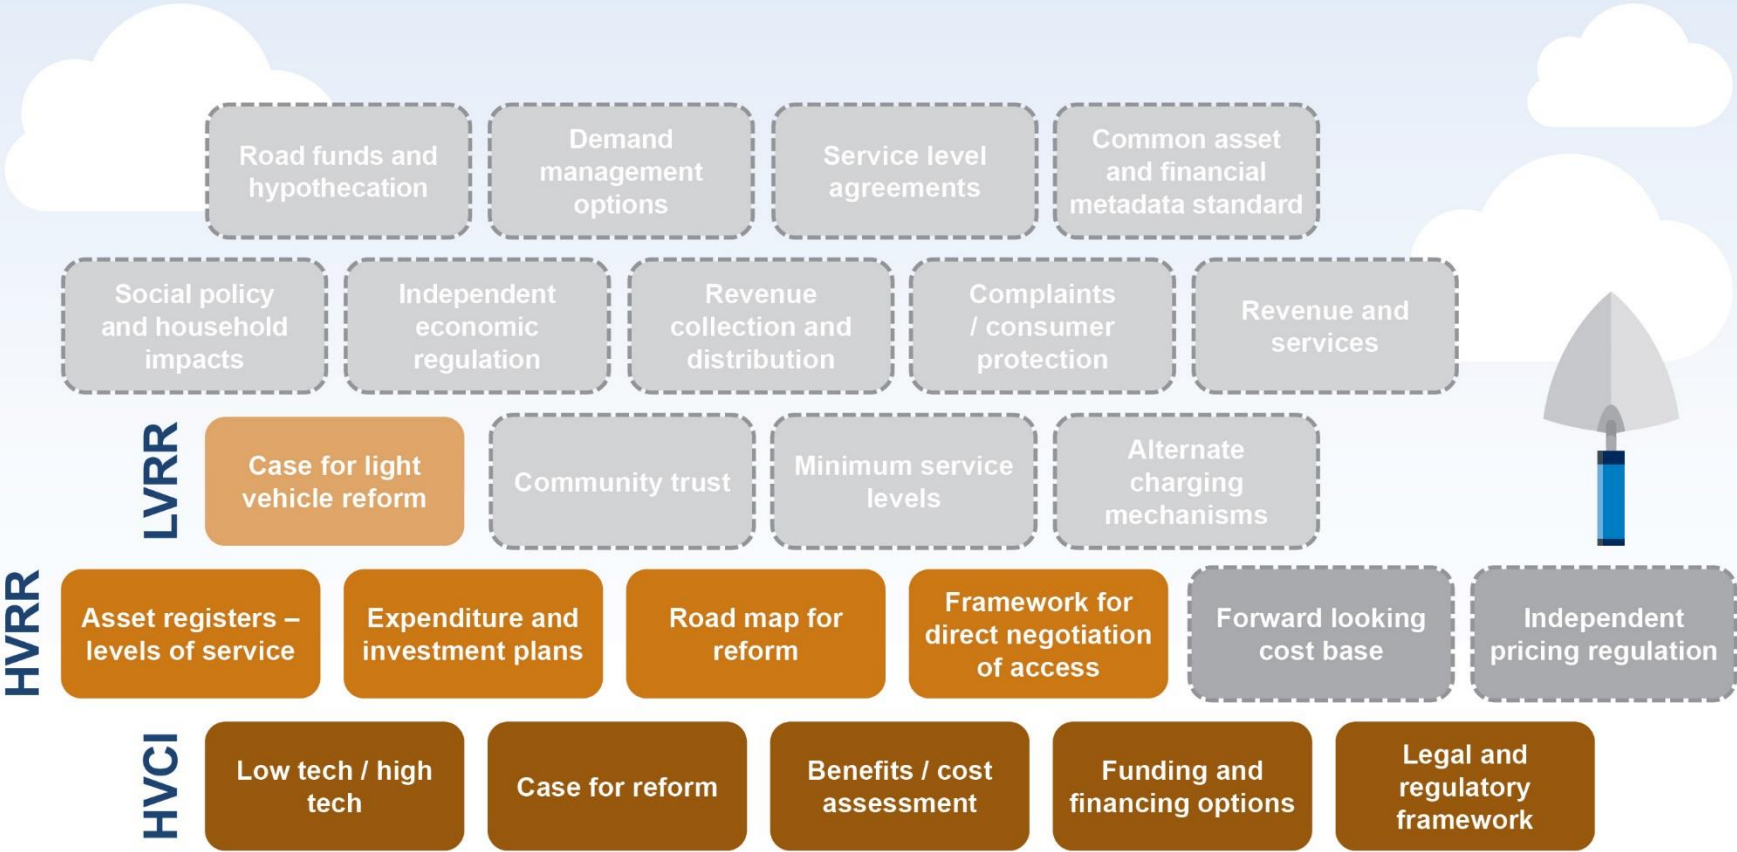 Road funds and
hypothecation
Demand
management
options
Service level
agreements
Common asset
and financial
metadata standard
Social policy
and household
impacts
Independent
economic
regulation
Revenue
collection and
distribution
Complaints
/ consumer
protection
Revenue and
services
LVRR
Case for light
vehicle reform
Community trust
Minimum service
levels
Alternate
charging
mechanisms
HVRR
Asset registers –
levels of service
Expenditure and
investment plans
Road map for
reform
Framework for
direct negotiation
of access
Forward looking
cost base
Independent
pricing regulation
HVCI
Low tech / high
tech
Case for reform
Benefits / cost
assessment
Funding and
financing options
Legal and
regulatory
framework